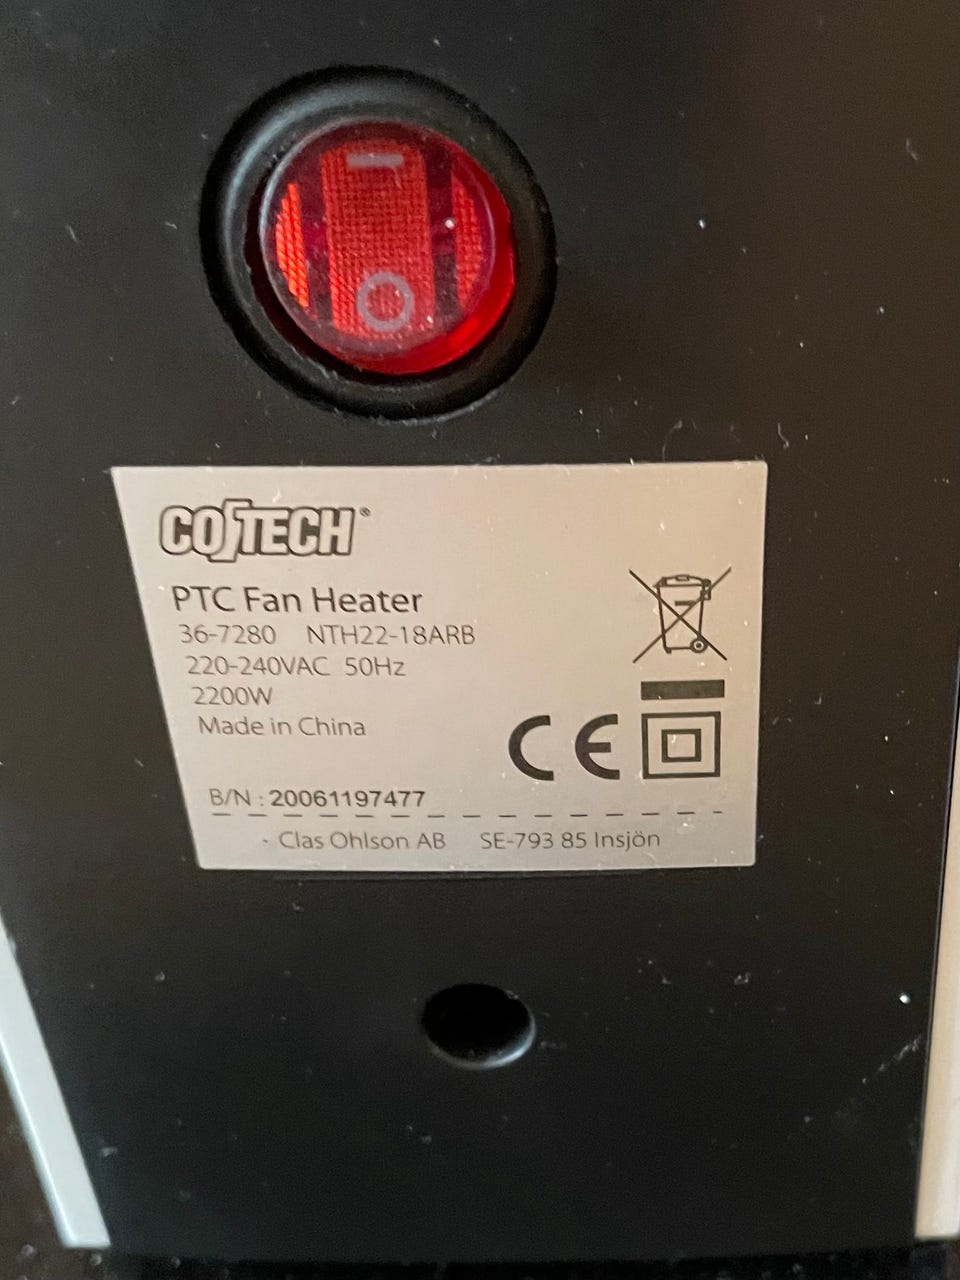 COTECH®
PTC Fan Heater
36-7280 NTH22-18ARB
220-240VAC 50Hz
2200W
Made in China
CE
B/N : 20061197477
Clas Ohlson AB SE-793 85 Insjön